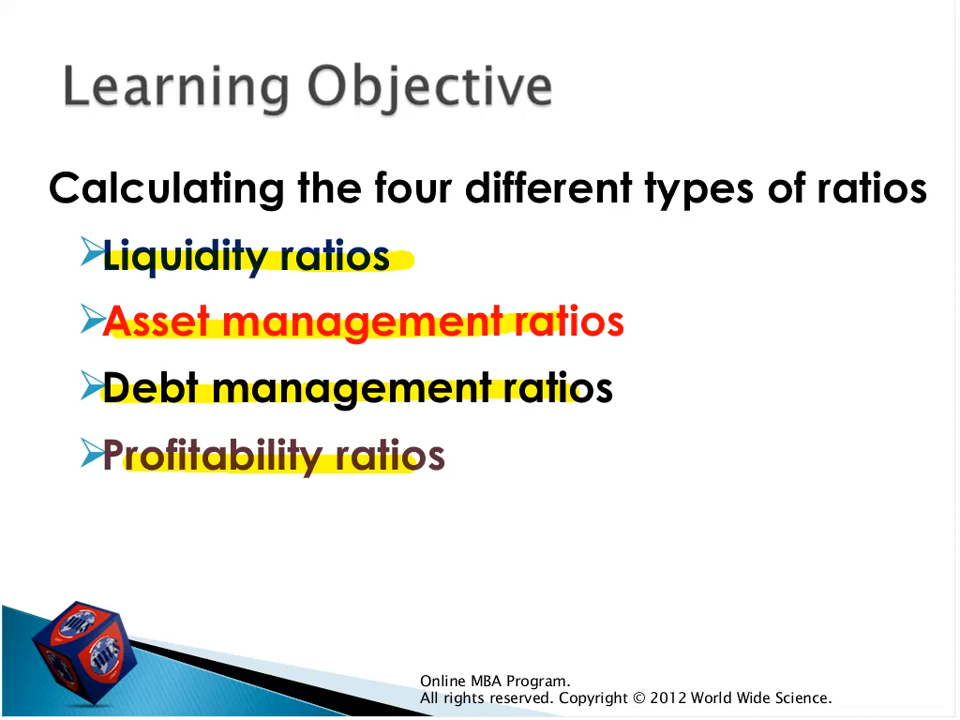 Learning Objective
Calculating the four different types of ratios
Liquidity ratios
Asset management ratios
Debt management ratios
Profitability ratios
Online MBA Program.
All rights reserved. Copyright © 2012 World Wide Science.